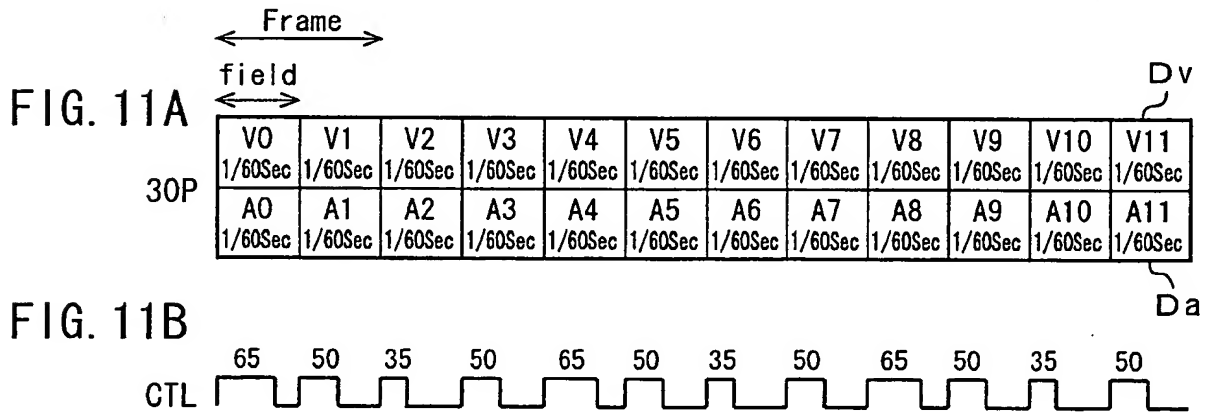 Frame
field
Dv
FIG. 11A
V0 V1 V2 V3 V4 V5 V6 V7 V8 V9 V10 V11
1/60Sec 1/60Sec 1/60Sec 1/60Sec 1/60Sec 1/60Sec 1/60Sec 1/60Sec 1/60Sec 1/60Sec 1/60Sec 1/60Sec
30P
A0 A1 A2 A3 A4 A5 A6 A7 A8 A9 A10 A11
1/60Sec 1/60Sec 1/60Sec 1/60Sec 1/60Sec 1/60Sec 1/60Sec 1/60Sec 1/60Sec 1/60Sec 1/60Sec 1/60Sec
Da
FIG. 11B
65 50 35 50 65 50 35 50 65 50 35 50
CTL